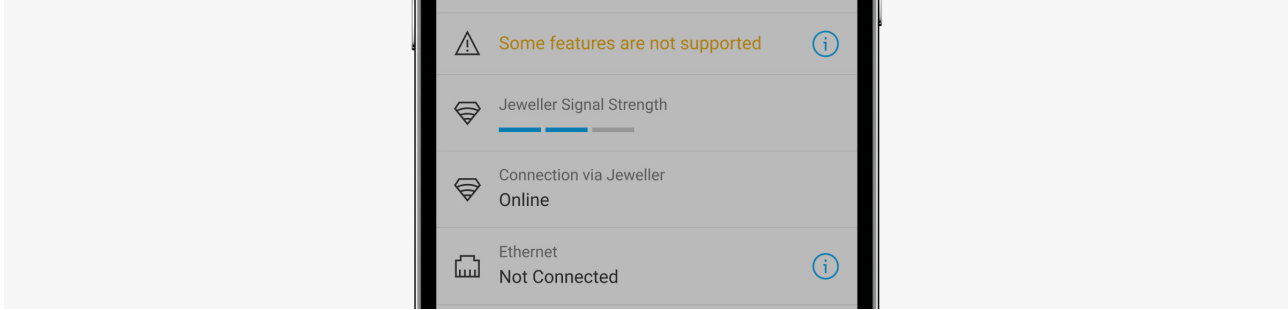 Some features are not supported
Jeweller Signal Strength
Connection via Jeweller
Online
Ethernet
Not Connected